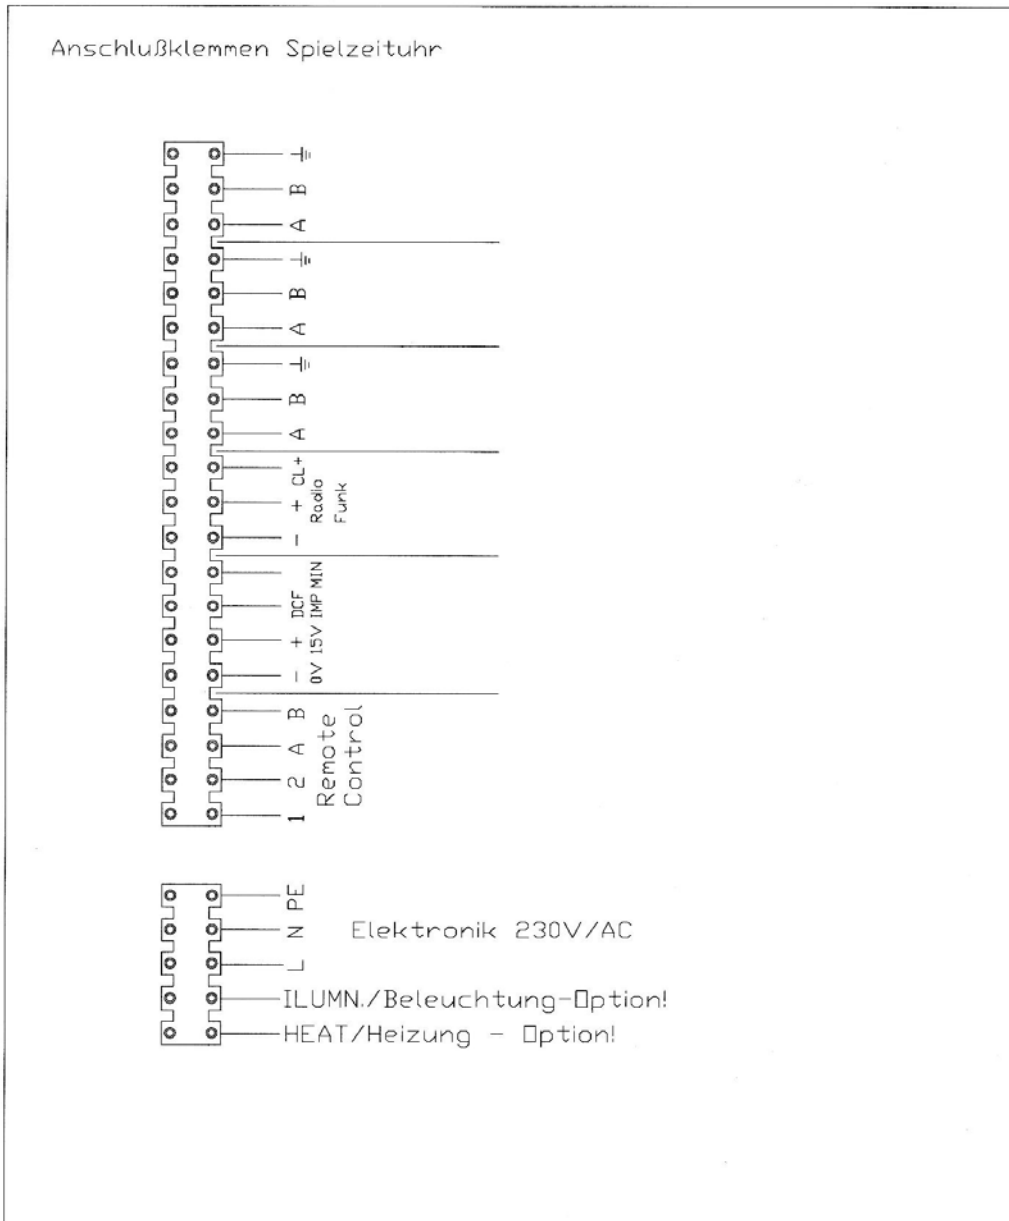 Anschlußklemmen Spielzeituhr
B
A
B
A
B
A
CL+
+
-
Radio
Funk
DCF
+
-
0V 15V IMP MIN
B
A
2
1
Remote
Control
PE
N
L
Elektronik 230V/AC
ILUMN./Beleuchtung-Option!
HEAT/Heizung - Option!